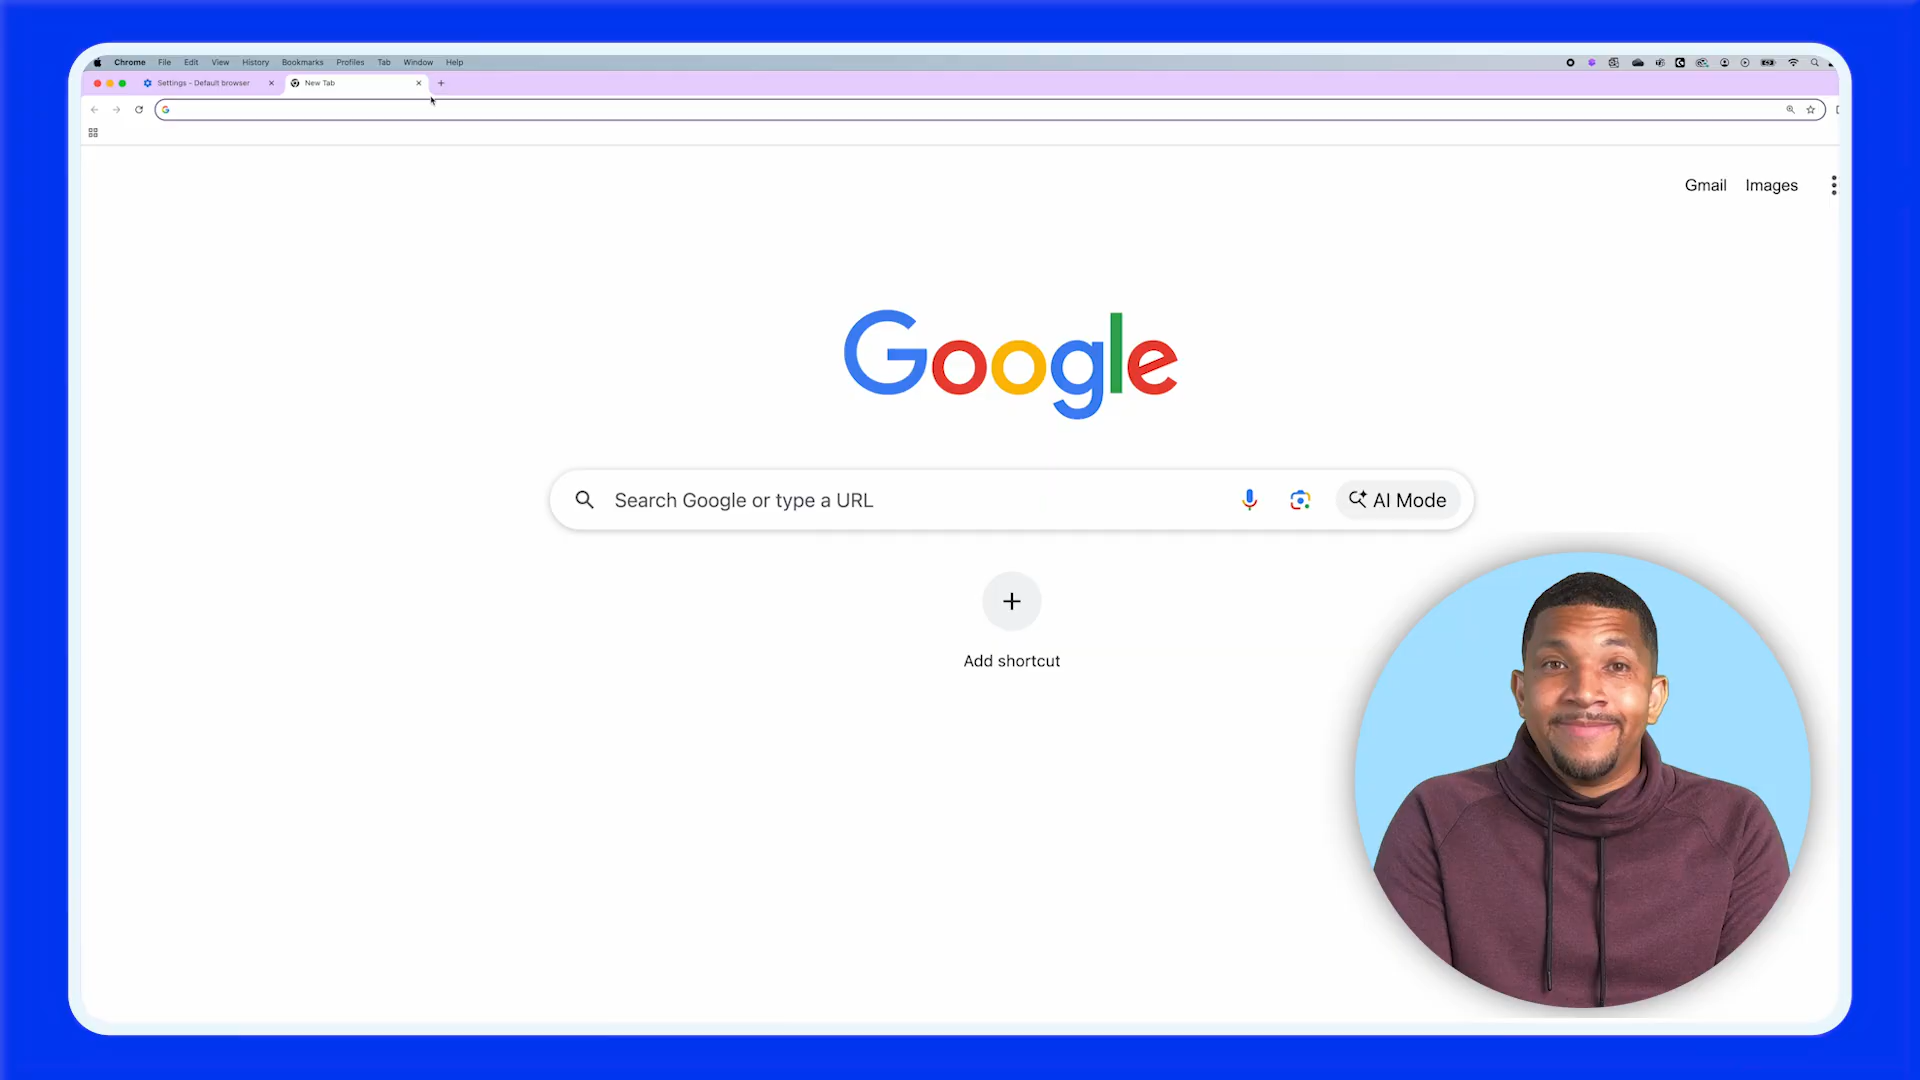 Chrome File Edit View History Bookmarks Profiles Tab Window Help
Settings - Default browser New Tab
Gmail Images
Google
Search Google or type a URL AI Mode
Add shortcut